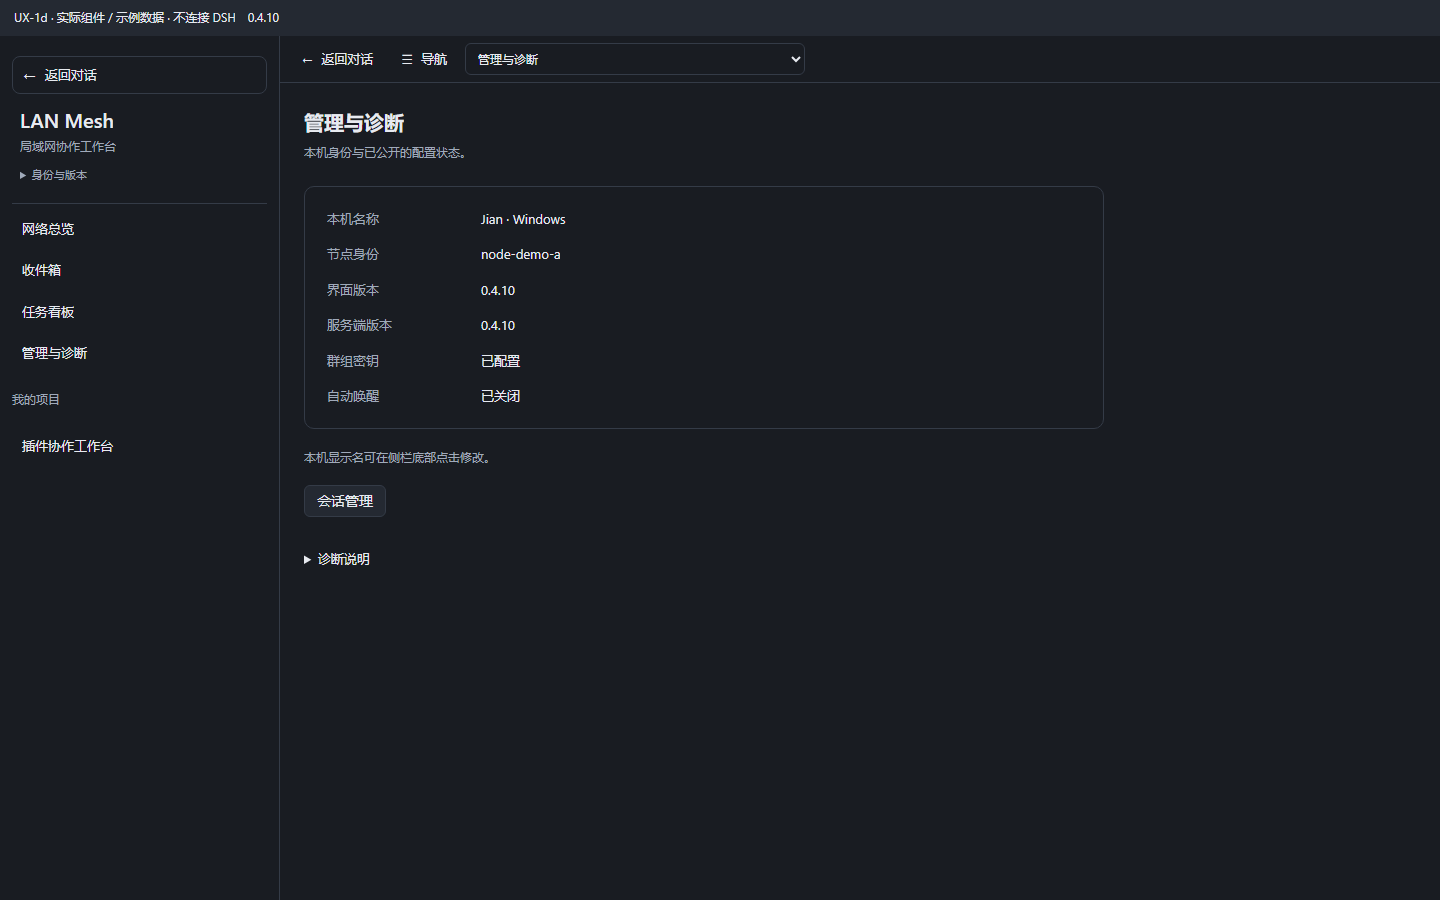 UX-1d · 实际组件 / 示例数据 · 不连接 DSH 0.4.10
← 返回对话
LAN Mesh
局域网协作工作台
▶ 身份与版本
网络总览
收件箱
任务看板
管理与诊断
我的项目
插件协作工作台
← 返回对话 ☰ 导航 管理与诊断
管理与诊断
本机身份与已公开的配置状态。
本机名称 Jian · Windows
节点身份 node-demo-a
界面版本 0.4.10
服务端版本 0.4.10
群组密钥 已配置
自动唤醒 已关闭
本机显示名可在侧栏底部点击修改。
会话管理
▶ 诊断说明